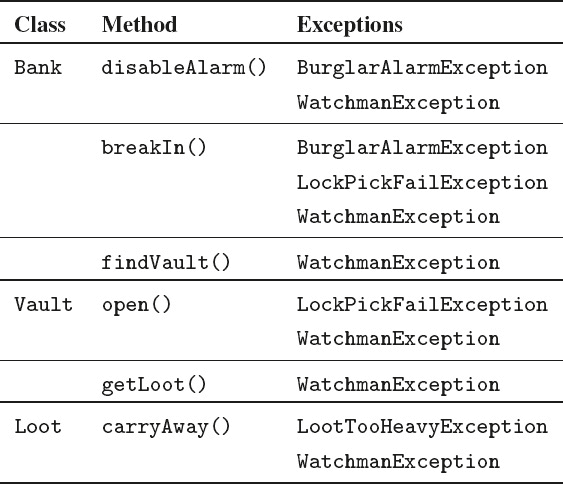 Class Method Exceptions
Bank disableAlarm() BurglarAlarmException
WatchmanException
breakIn() BurglarAlarmException
LockPickFailException
WatchmanException
findVault() WatchmanException
Vault open() LockPickFailException
WatchmanException
getLoot() WatchmanException
Loot carryAway() LootTooHeavyException
WatchmanException